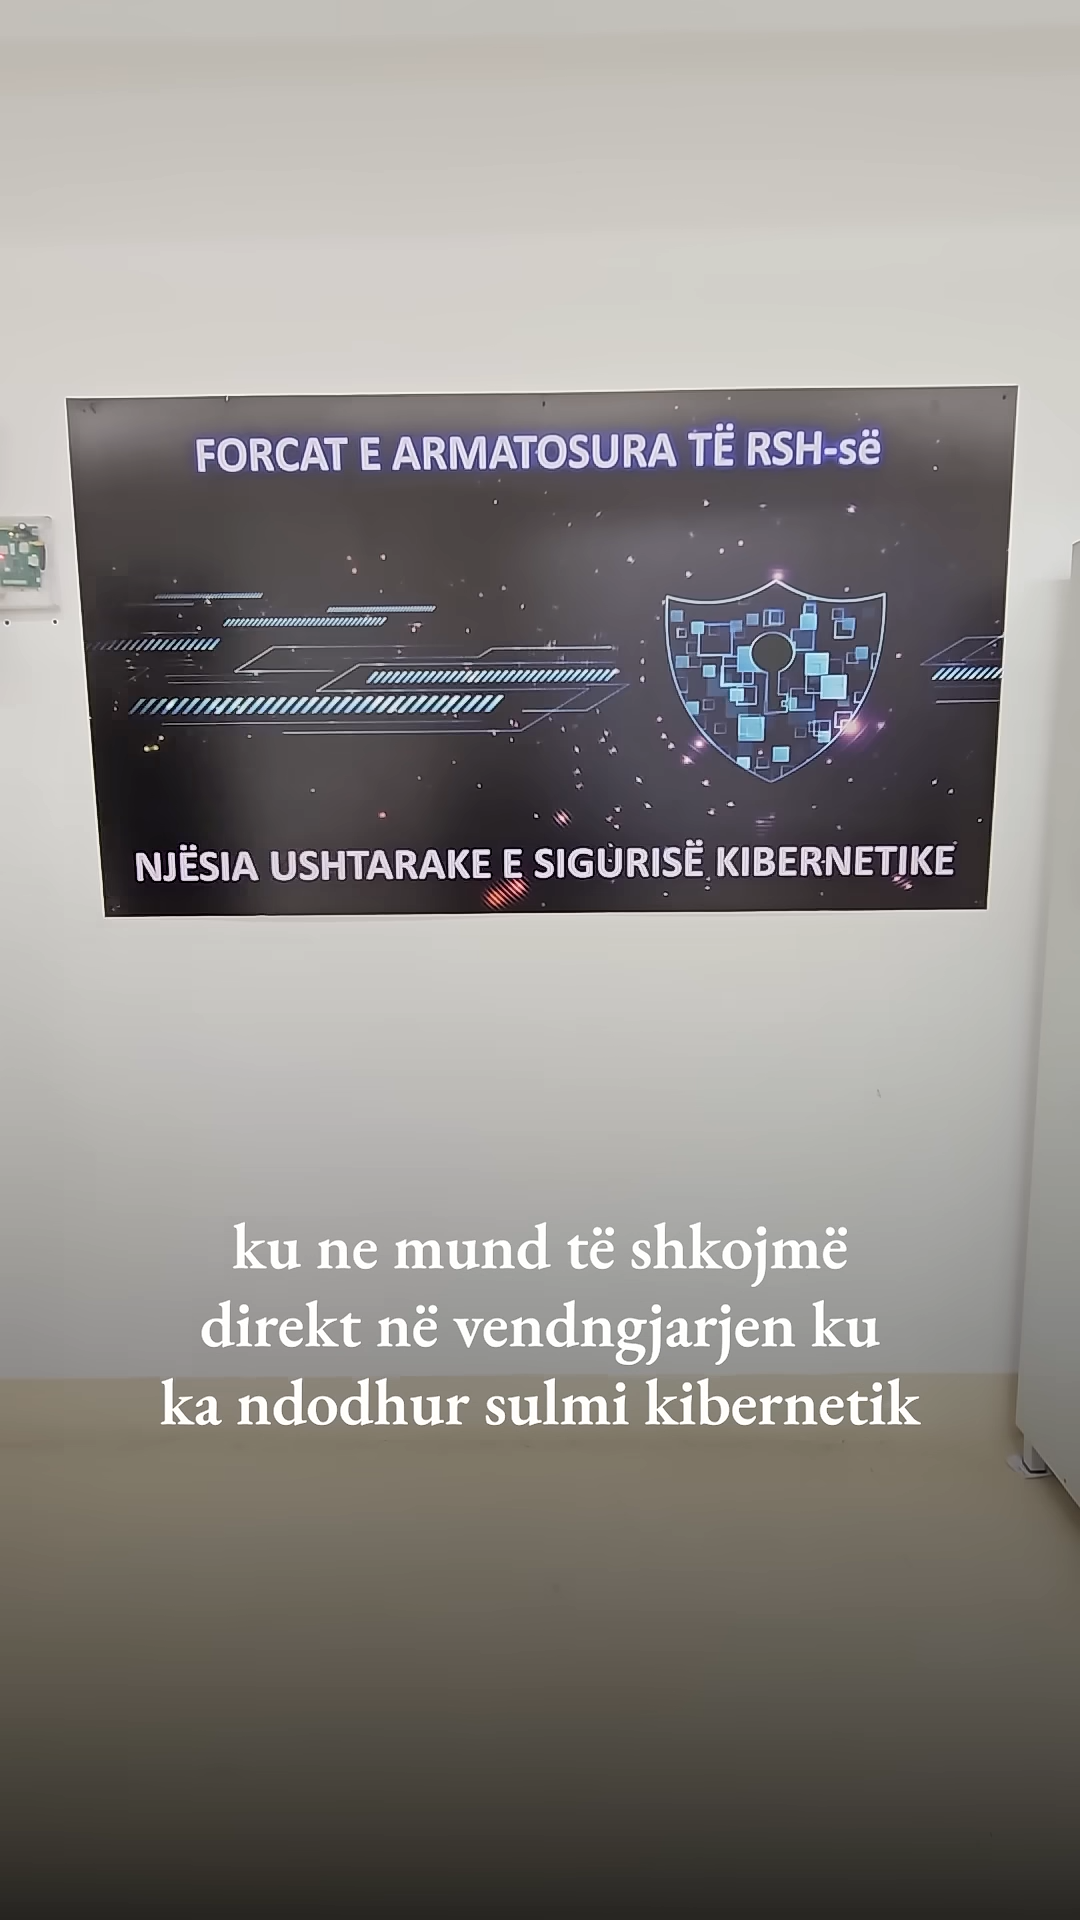 FORCAT E ARMATOSURA TË RSH-së
NJËSIA USHTARAKE E SIGURISË KIBERNETIKE
ku ne mund të shkojmë
direkt në vendngjarjen ku
ka ndodhur sulmi kibernetik